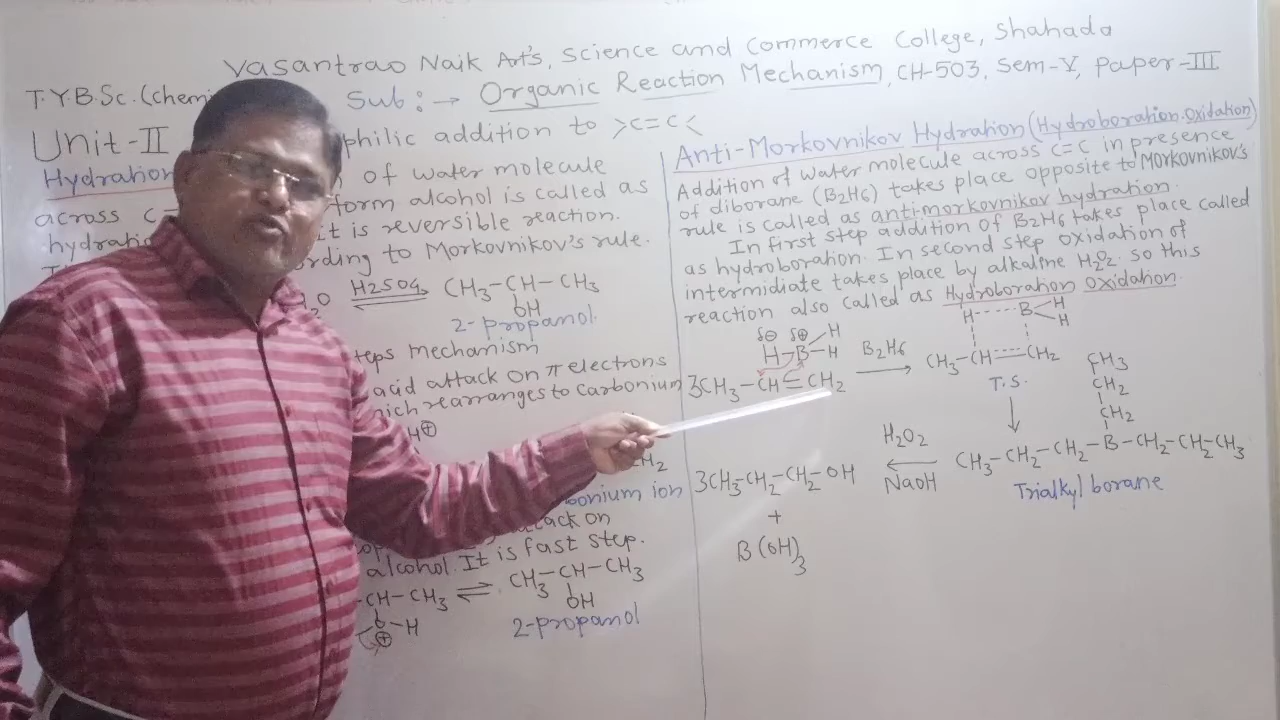 Vasantrao Naik Art's, Science and Commerce College, Shahada
T.Y.B.Sc. (Chemi Sub: → Organic Reaction Mechanism, CH-503, Sem-V, Paper-III
Unit-II philic addition to >C=C<
Hydration of water molecule
across C form alcohol is called as
hydratio It is reversible reaction.
ording to Morkovnikov's rule.
H2SO4 CH3-CH-CH3
OH
2-propanol
teps mechanism
acid attack on π electrons
hich rearranges to Carbonium
H⊕
H2
bonium ion
tack on
alcohol. It is fast step.
-CH-CH3 ⇌ CH3-CH-CH3
O-H OH
⊕ 2-propanol
Anti-Morkovnikov Hydration (Hydroboration.Oxidation)
Addition of water molecule across C=C in presence
of diborane (B2H6) takes place opposite to Morkovnikov's
rule is called as antimorkovnikov hydration.
In first step addition of B2H6 takes place called
as hydroboration. In second step oxidation of
intermidiate takes place by alkaline H2O2. So this
reaction also called as Hydroboration Oxidation.
δ⊖ δ⊕ H H B H
H-B-H B2H6 H
3CH3-CH=CH2 → CH3-CH=CH2
T.S.
↓
CH3
CH2
CH2
CH3-CH2-CH2-B-CH2-CH2-CH3
Trialkyl borane
H2O2
←
NaOH
3CH3-CH2-CH2-OH
+
B(OH)3